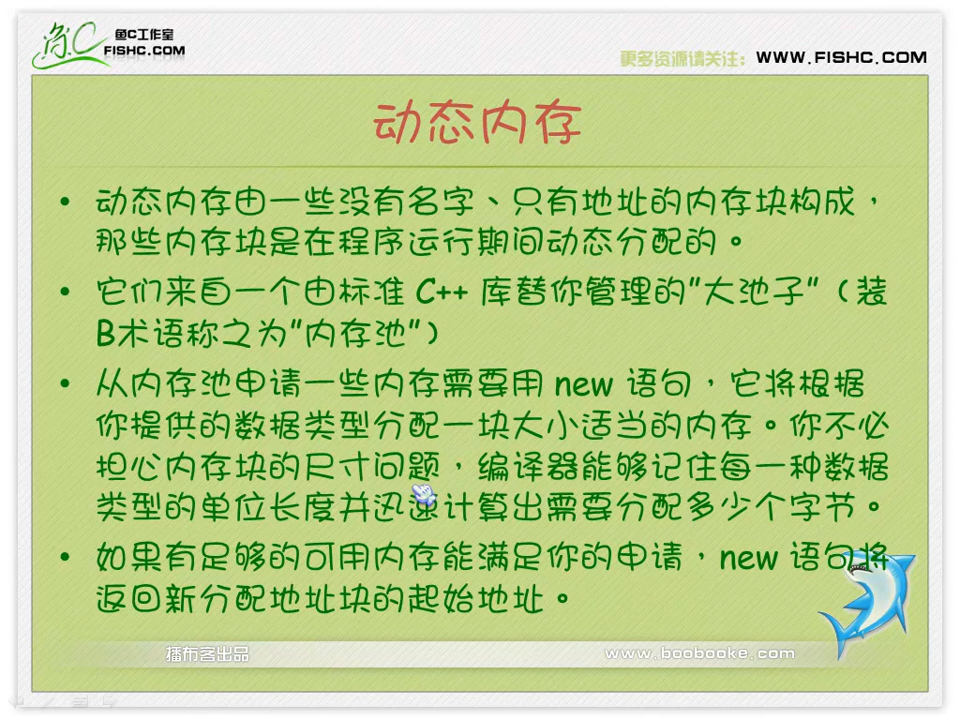 鱼C工作室
FISHC.COM
更多资源请关注：WWW.FISHC.COM
动态内存
• 动态内存由一些没有名字、只有地址的内存块构成，
那些内存块是在程序运行期间动态分配的。
• 它们来自一个由标准 C++ 库替你管理的"大池子"（装
B术语称之为"内存池"）
• 从内存池申请一些内存需要用 new 语句，它将根据
你提供的数据类型分配一块大小适当的内存。你不必
担心内存块的尺寸问题，编译器能够记住每一种数据
类型的单位长度并迅速计算出需要分配多少个字节。
• 如果有足够的可用内存能满足你的申请，new 语句将
返回新分配地址块的起始地址。
播布客出品
www.boobooke.com